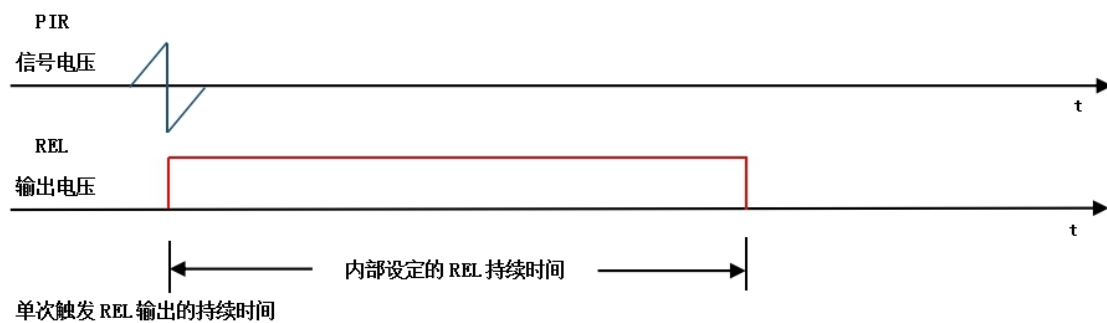 PIR
信号电压
t
REL
输出电压
t
内部设定的 REL 持续时间
单次触发 REL 输出的持续时间